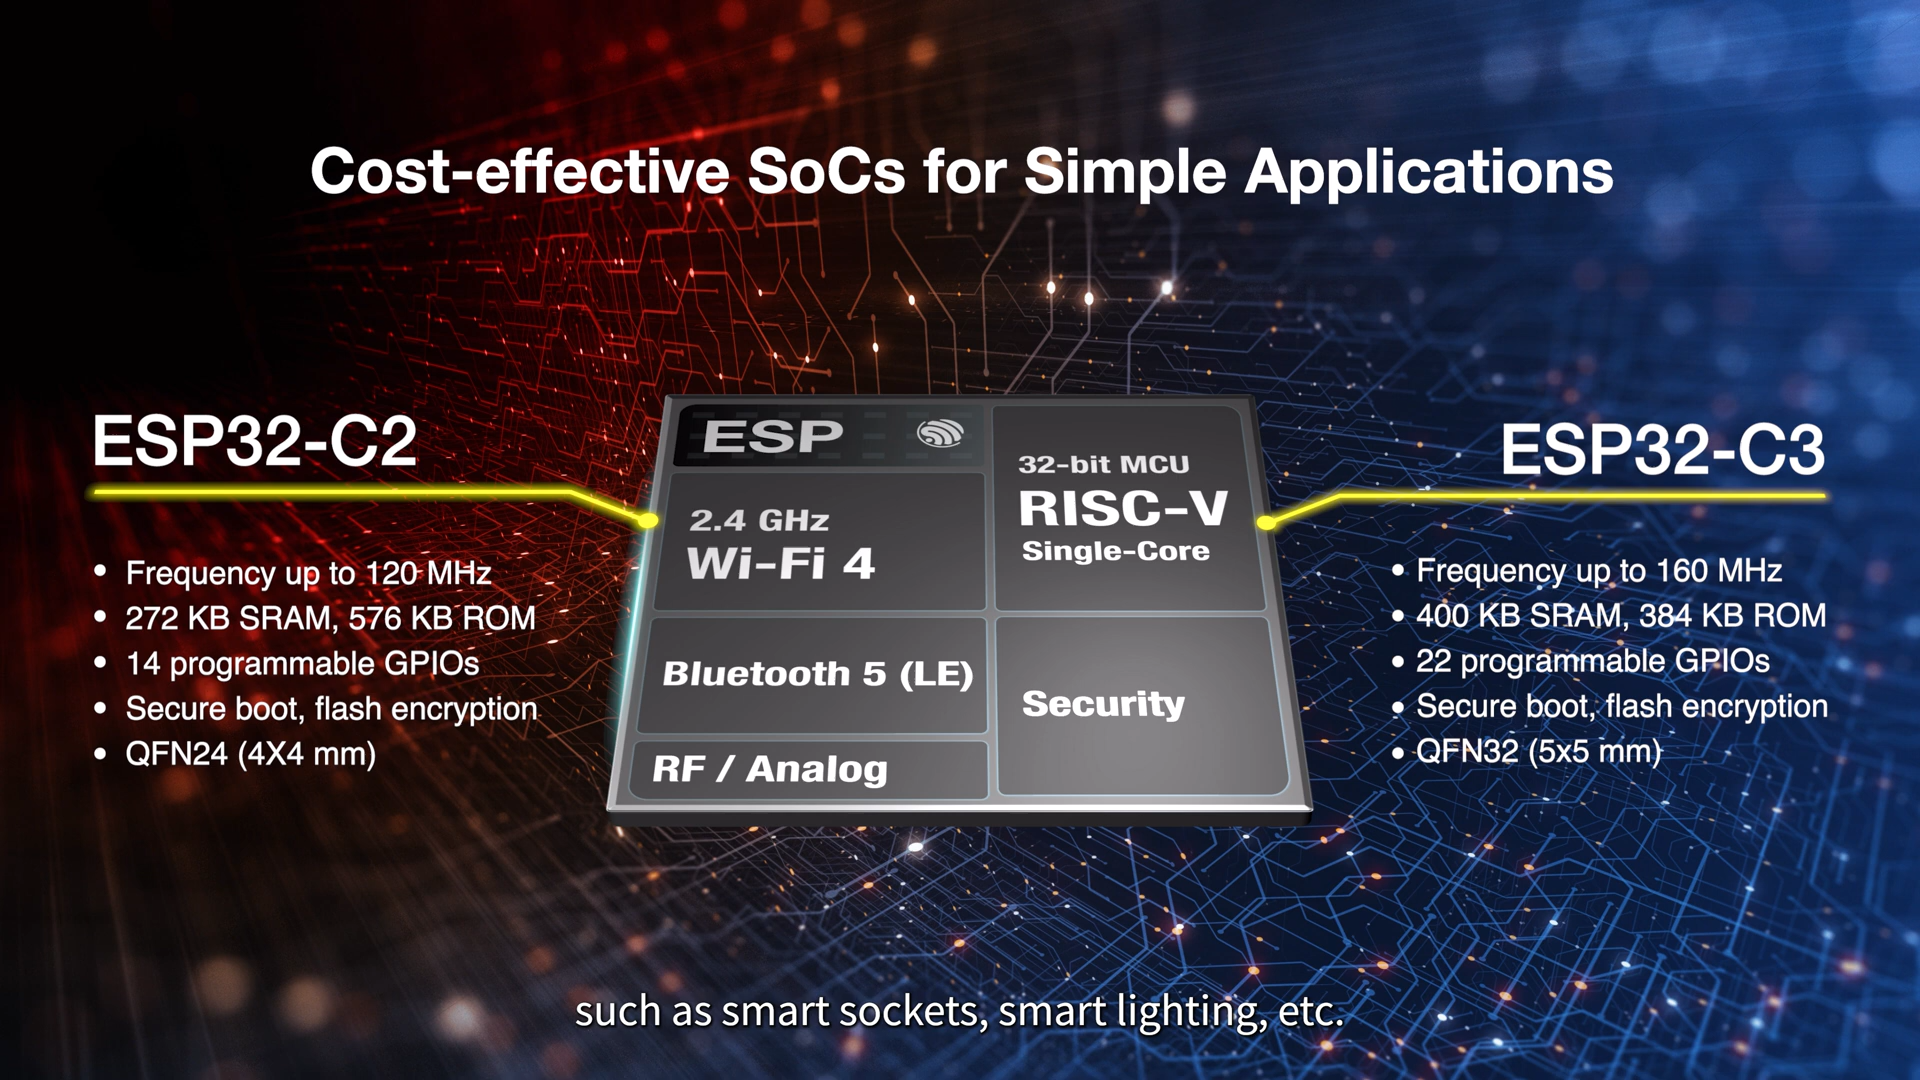 Cost-effective SoCs for Simple Applications
ESP32-C2
• Frequency up to 120 MHz
• 272 KB SRAM, 576 KB ROM
• 14 programmable GPIOs
• Secure boot, flash encryption
• QFN24 (4X4 mm)
ESP
2.4 GHz
Wi-Fi 4
Bluetooth 5 (LE)
RF / Analog
32-bit MCU
RISC-V
Single-Core
Security
ESP32-C3
• Frequency up to 160 MHz
• 400 KB SRAM, 384 KB ROM
• 22 programmable GPIOs
• Secure boot, flash encryption
• QFN32 (5x5 mm)
such as smart sockets, smart lighting, etc.